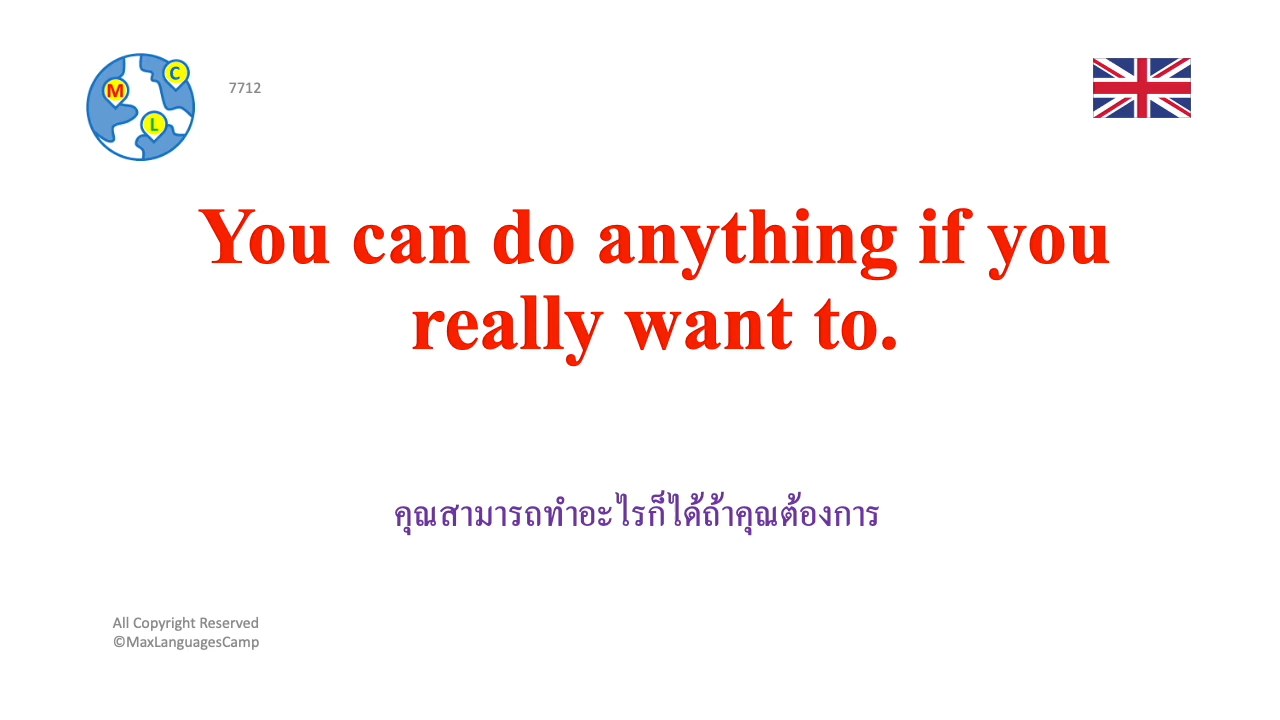 M
C
L
7712
You can do anything if you
really want to.
คุณสามารถทำอะไรก็ได้ถ้าคุณต้องการ
All Copyright Reserved
©MaxLanguagesCamp